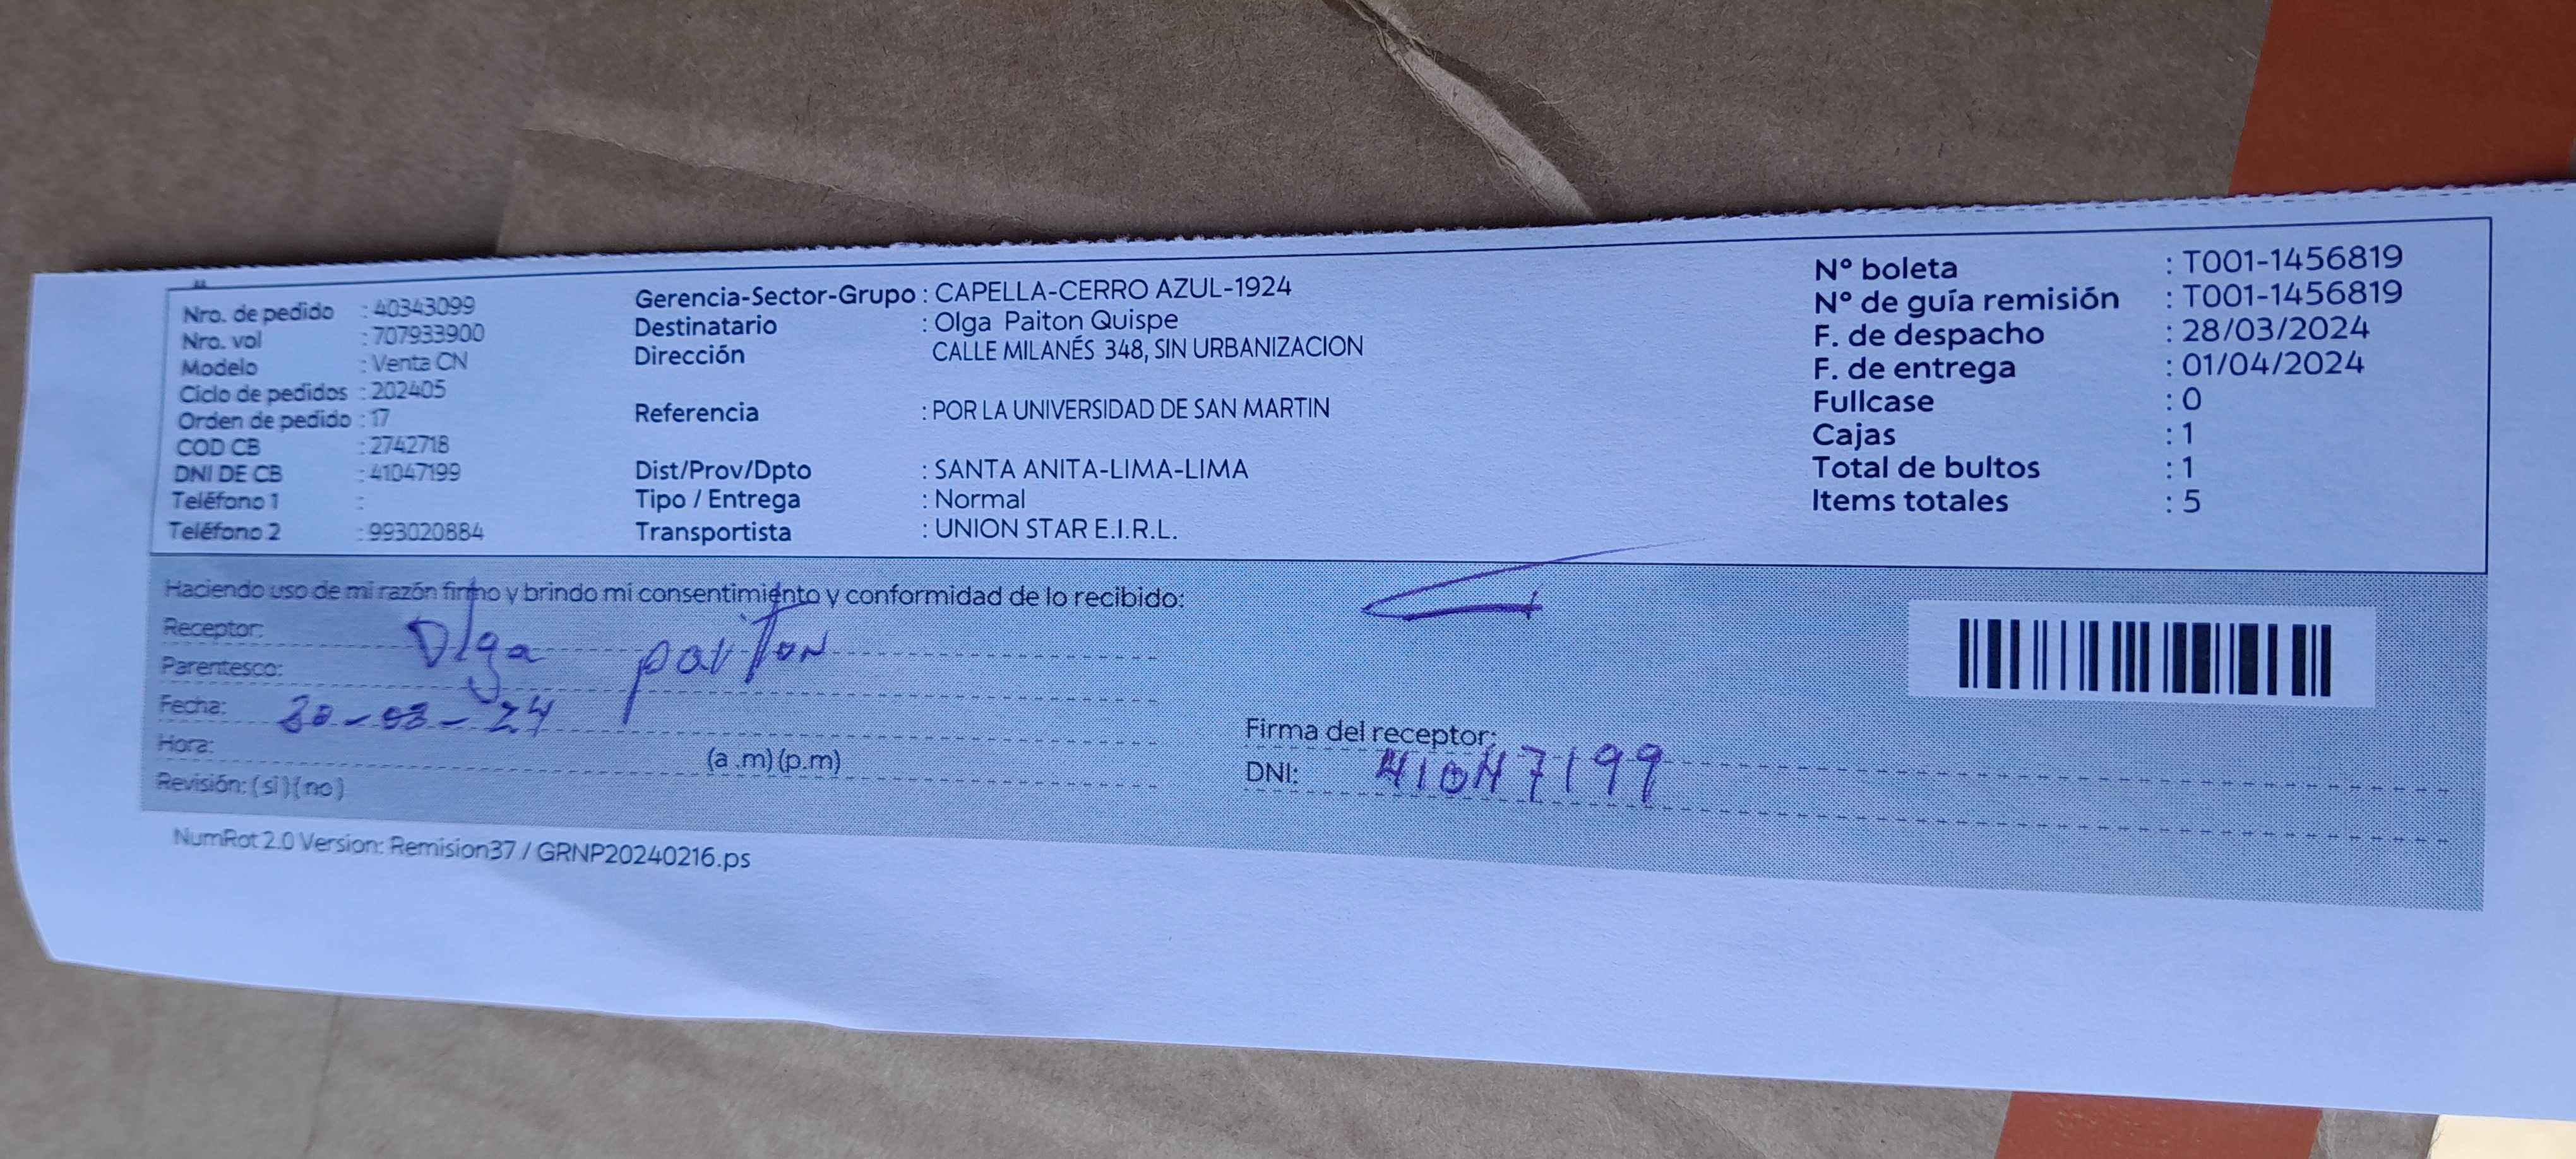 Nro. de pedido : 40343099
Nro. vol : 707933900
Modelo : Venta CN
Ciclo de pedidos : 202405
Orden de pedido : 17
COD CB : 2742718
DNI DE CB : 41047199
Teléfono 1 :
Teléfono 2 : 993020884
Gerencia-Sector-Grupo : CAPELLA-CERRO AZUL-1924
Destinatario : Olga Paiton Quispe
Dirección CALLE MILANÉS 348, SIN URBANIZACION
Referencia : POR LA UNIVERSIDAD DE SAN MARTIN
Dist/Prov/Dpto : SANTA ANITA-LIMA-LIMA
Tipo / Entrega : Normal
Transportista : UNION STAR E.I.R.L.
Nº boleta : T001-1456819
Nº de guía remisión : T001-1456819
F. de despacho : 28/03/2024
F. de entrega : 01/04/2024
Fullcase : 0
Cajas : 1
Total de bultos : 1
Items totales : 5
Haciendo uso de mi razón firmo y brindo mi consentimiento y conformidad de lo recibido:
Receptor: Olga paiton
Parentesco:
Fecha: 30-03-24
Hora: (a .m) (p.m)
Revisión: (si) (no)
Firma del receptor:
DNI: 41047199
NumRot 2.0 Version: Remision37 / GRNP20240216.ps